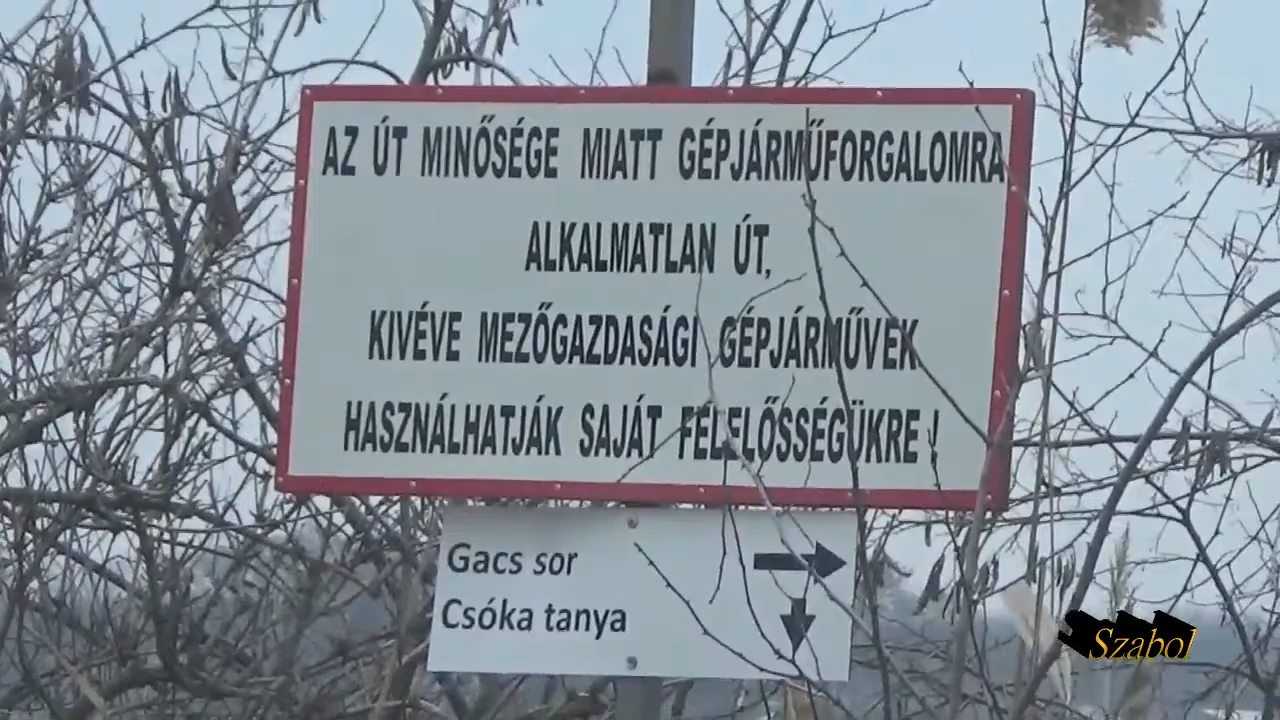 AZ ÚT MINŐSÉGE MIATT GÉPJÁRMŰFORGALOMRA
ALKALMATLAN ÚT,
KIVÉVE MEZŐGAZDASÁGI GÉPJÁRMŰVEK
HASZNÁLHATJÁK SAJÁT FELELŐSSÉGÜKRE !
Gacs sor
Csóka tanya
Szabol